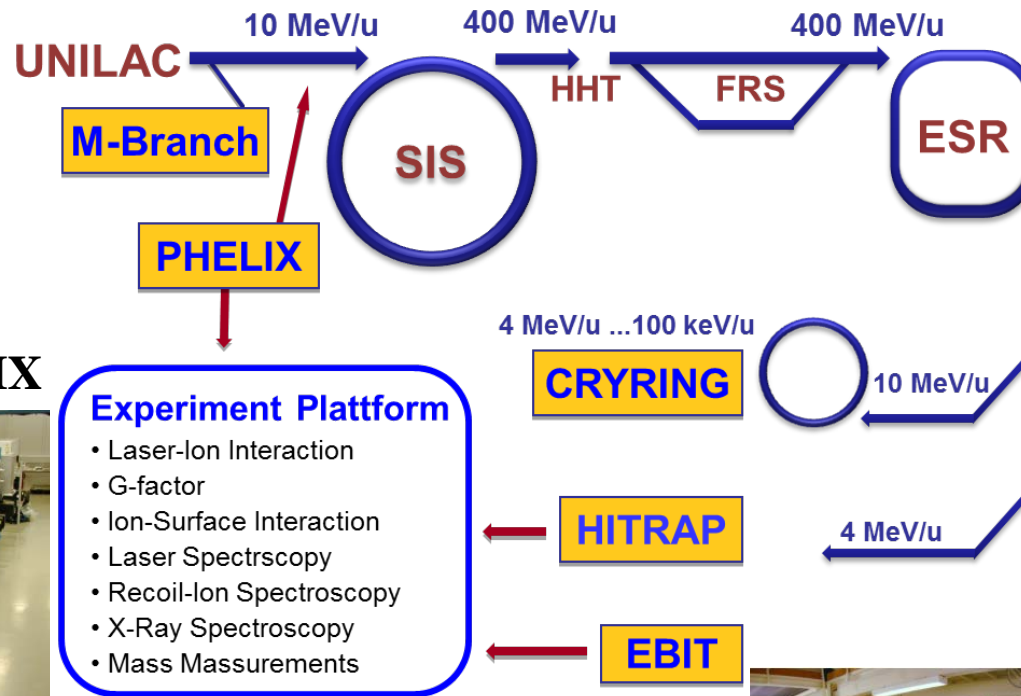 10 MeV/u
400 MeV/u
400 MeV/u
UNILAC
HHT
FRS
ESR
M-Branch
SIS
PHELIX
4 MeV/u ...100 keV/u
CRYRING
10 MeV/u
IX
Experiment Plattform
• Laser-Ion Interaction
• G-factor
• Ion-Surface Interaction
• Laser Spectrscopy
• Recoil-Ion Spectroscopy
• X-Ray Spectroscopy
• Mass Massurements
HITRAP
4 MeV/u
EBIT